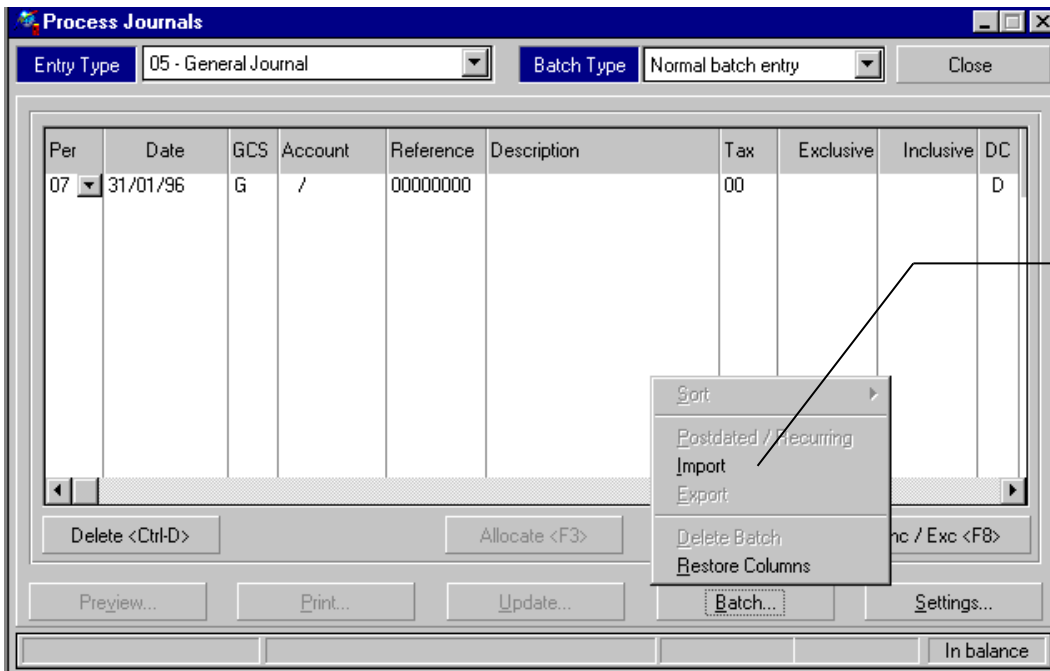 Process Journals
Entry Type 05 - General Journal Batch Type Normal batch entry Close
Per Date GCS Account Reference Description Tax Exclusive Inclusive DC
07 31/01/96 G / 00000000 00 D
Sort
Postdated / Recurring
Import
Export
Delete <Ctrl-D> Allocate <F3> Delete Batch nc / Exc <F8>
Restore Columns
Preview... Print... Update... Batch... Settings...
In balance